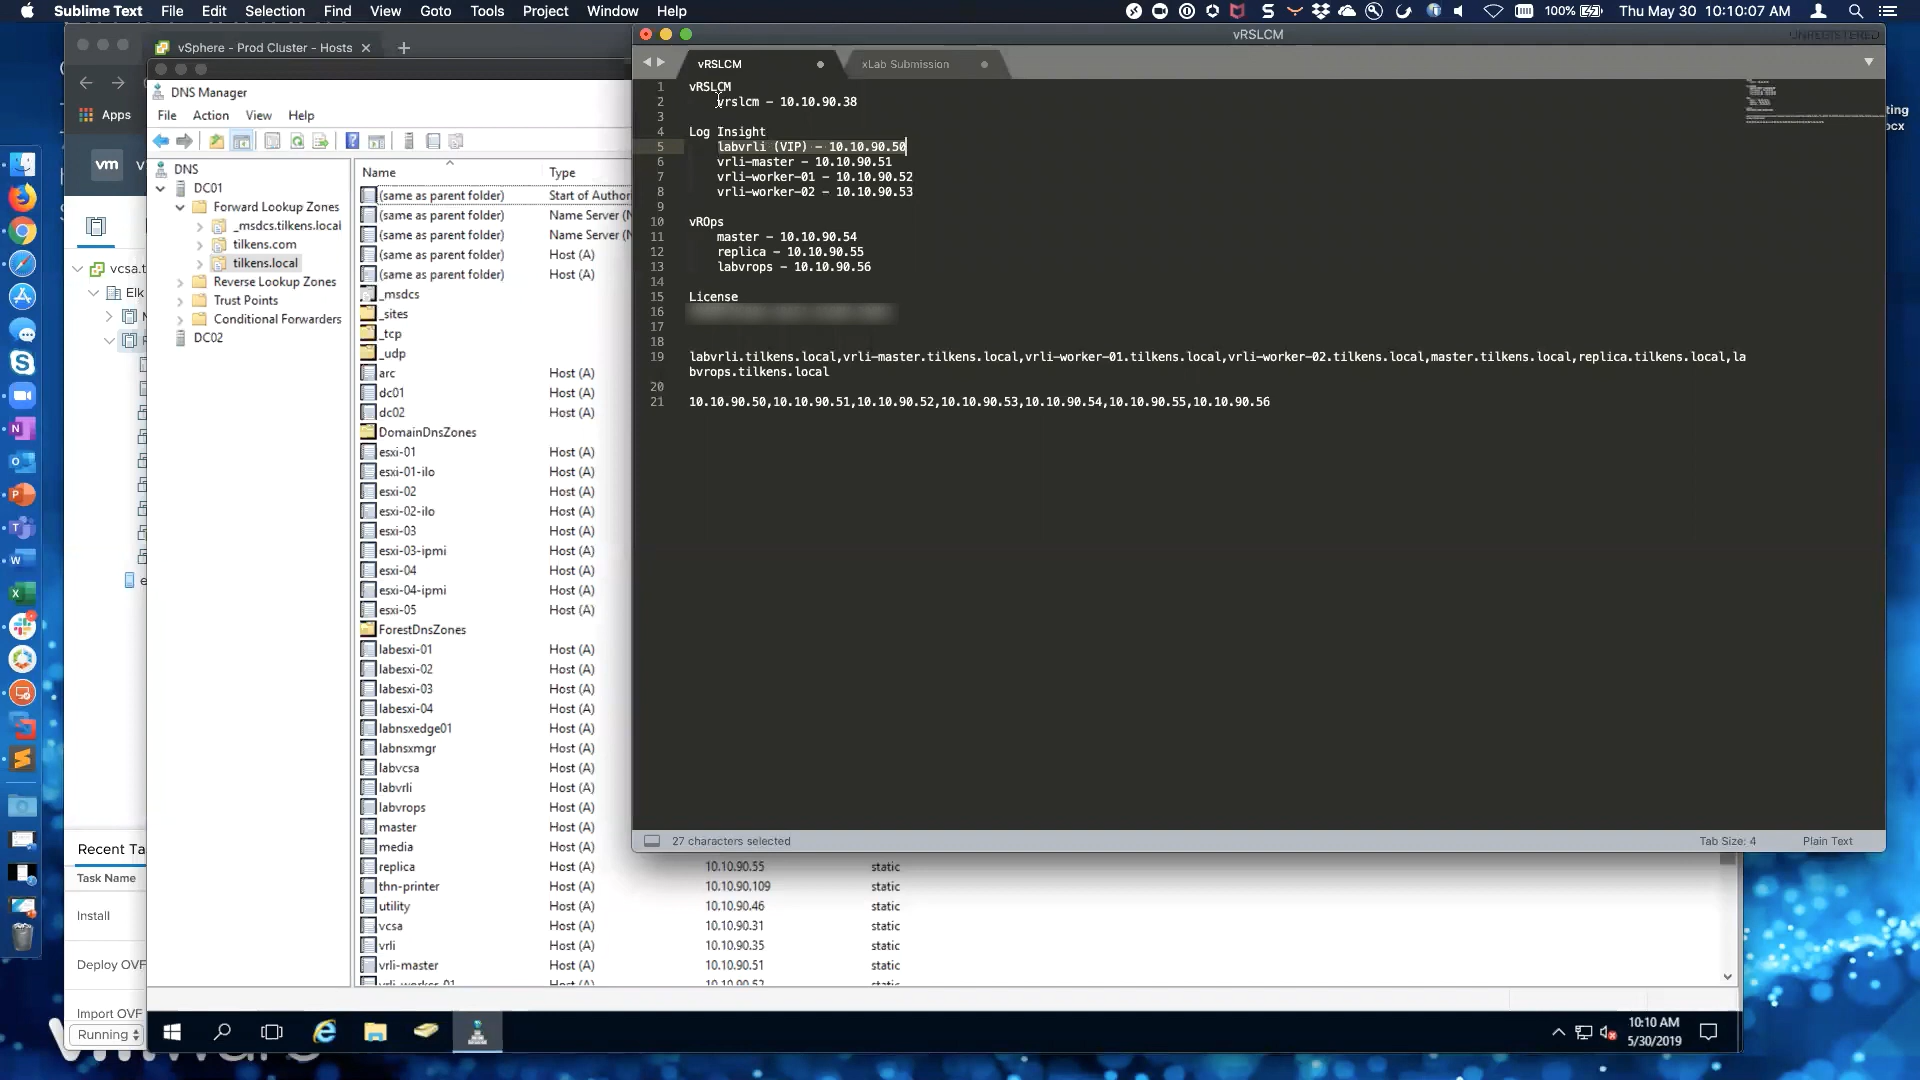 Sublime Text File Edit Selection Find View Goto Tools Project Window Help
100% Thu May 30 10:10:07 AM
vSphere - Prod Cluster - Hosts
Apps
vm
vcsa.t
Elk
DNS Manager
File Action View Help
DNS
DC01
Forward Lookup Zones
_msdcs.tilkens.local
tilkens.com
tilkens.local
Reverse Lookup Zones
Trust Points
Conditional Forwarders
DC02
Name Type
(same as parent folder) Start of Author
(same as parent folder) Name Server (N
(same as parent folder) Name Server (N
(same as parent folder) Host (A)
(same as parent folder) Host (A)
_msdcs
_sites
_tcp
_udp
arc Host (A)
dc01 Host (A)
dc02 Host (A)
DomainDnsZones
esxi-01 Host (A)
esxi-01-ilo Host (A)
esxi-02 Host (A)
esxi-02-ilo Host (A)
esxi-03 Host (A)
esxi-03-ipmi Host (A)
esxi-04 Host (A)
esxi-04-ipmi Host (A)
esxi-05 Host (A)
ForestDnsZones
labesxi-01 Host (A)
labesxi-02 Host (A)
labesxi-03 Host (A)
labesxi-04 Host (A)
labnsxedge01 Host (A)
labnsxmgr Host (A)
labvcsa Host (A)
labvrli Host (A)
labvrops Host (A)
master Host (A)
media Host (A)
replica Host (A) 10.10.90.55 static
thn-printer Host (A) 10.10.90.109 static
utility Host (A) 10.10.90.46 static
vcsa Host (A) 10.10.90.31 static
vrli Host (A) 10.10.90.35 static
vrli-master Host (A) 10.10.90.51 static
vrli-worker-01 Host (A) 10.10.90.52 static
vRSLCM
UNREGISTERED
vRSLCM xLab Submission
1 vRSLCM
2 vrslcm - 10.10.90.38
3
4 Log Insight
5 labvrli (VIP) - 10.10.90.50
6 vrli-master - 10.10.90.51
7 vrli-worker-01 - 10.10.90.52
8 vrli-worker-02 - 10.10.90.53
9
10 vROps
11 master - 10.10.90.54
12 replica - 10.10.90.55
13 labvrops - 10.10.90.56
14
15 License
16
17
18
19 labvrli.tilkens.local,vrli-master.tilkens.local,vrli-worker-01.tilkens.local,vrli-worker-02.tilkens.local,master.tilkens.local,replica.tilkens.local,la
bvrops.tilkens.local
20
21 10.10.90.50,10.10.90.51,10.10.90.52,10.10.90.53,10.10.90.54,10.10.90.55,10.10.90.56
27 characters selected Tab Size: 4 Plain Text
Recent Ta
Task Name
Install
Deploy OVF
Import OVF
Running
10:10 AM
5/30/2019